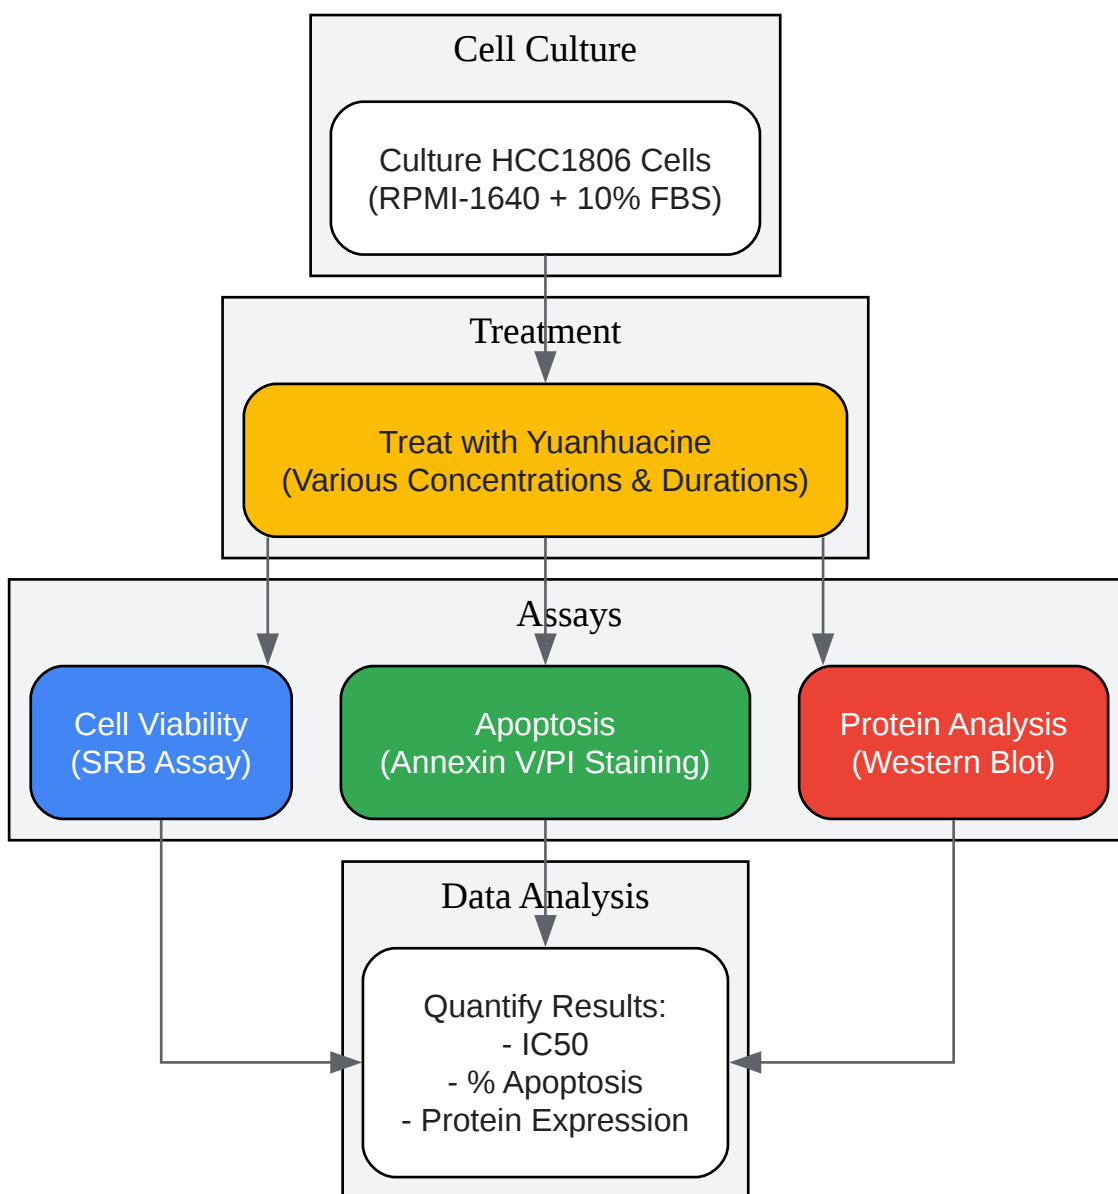 Cell Culture
Culture HCC1806 Cells
(RPMI-1640 + 10% FBS)
Treatment
Treat with Yuanhuacine
(Various Concentrations & Durations)
Assays
Cell Viability
(SRB Assay)
Apoptosis
(Annexin V/PI Staining)
Protein Analysis
(Western Blot)
Data Analysis
Quantify Results:
- IC50
- % Apoptosis
- Protein Expression